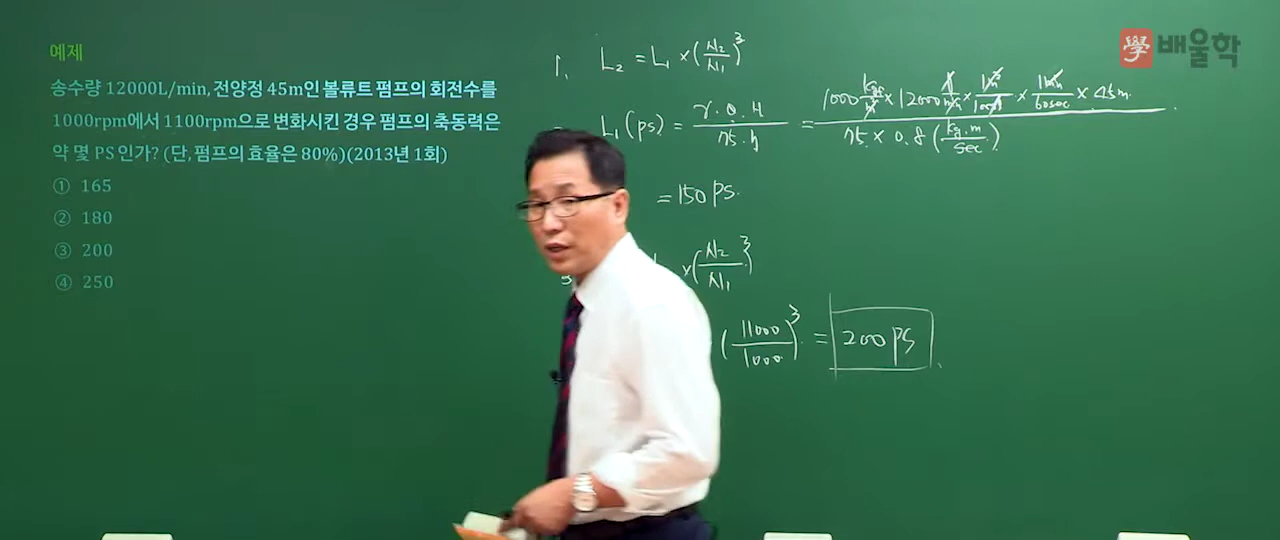 예제
송수량 12000L/min, 전양정 45m인 볼류트 펌프의 회전수를
1000rpm에서 1100rpm으로 변화시킨 경우 펌프의 축동력은
약 몇 PS인가? (단, 펌프의 효율은 80%)(2013년 1회)
① 165
② 180
③ 200
④ 250
學 배울학
1. L₂ = L₁ × (N₂/N₁)³
L₁(ps) = γ·Q·H / 75·η = 1000 kgf/m³ × 12000 ℓ/min × 1m³/1000ℓ × 1min/60sec × 45m / 75 × 0.8 (kg·m/sec)
= 150 PS.
3. × (N₂/N₁)³
(11000/1000)³ = 200 PS